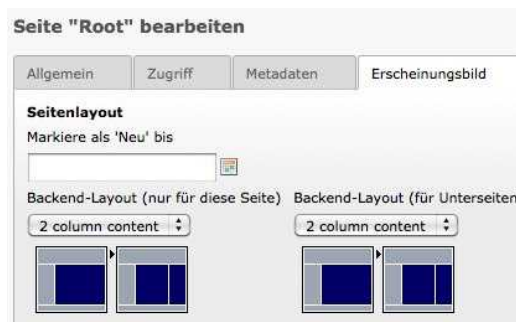 Seite "Root" bearbeiten
Allgemein Zugriff Metadaten Erscheinungsbild
Seitenlayout
Markiere als 'Neu' bis
Backend-Layout (nur für diese Seite) Backend-Layout (für Unterseiten
2 column content 2 column content